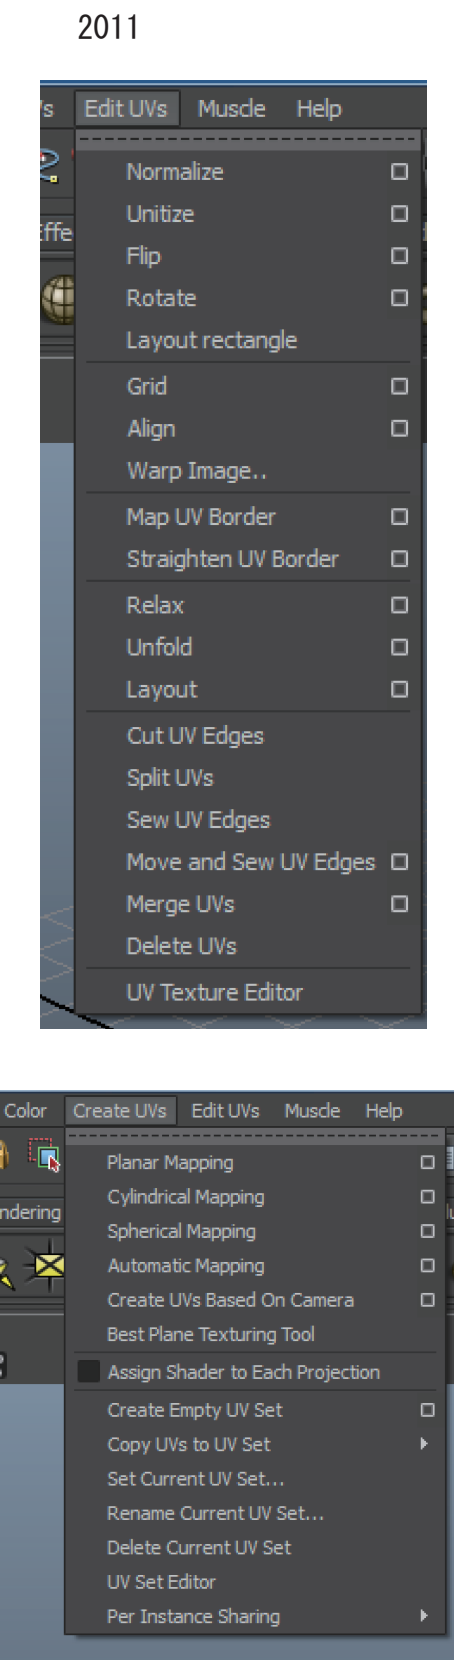 2011
's Edit UVs Muscle Help
Effe
Normalize
Unitize
Flip
Rotate
Layout rectangle
Grid
Align
Warp Image..
Map UV Border
Straighten UV Border
Relax
Unfold
Layout
Cut UV Edges
Split UVs
Sew UV Edges
Move and Sew UV Edges
Merge UVs
Delete UVs
UV Texture Editor
Color Create UVs Edit UVs Muscle Help
ndering
Planar Mapping
Cylindrical Mapping
Spherical Mapping
Automatic Mapping
Create UVs Based On Camera
Best Plane Texturing Tool
Assign Shader to Each Projection
Create Empty UV Set
Copy UVs to UV Set
Set Current UV Set...
Rename Current UV Set...
Delete Current UV Set
UV Set Editor
Per Instance Sharing